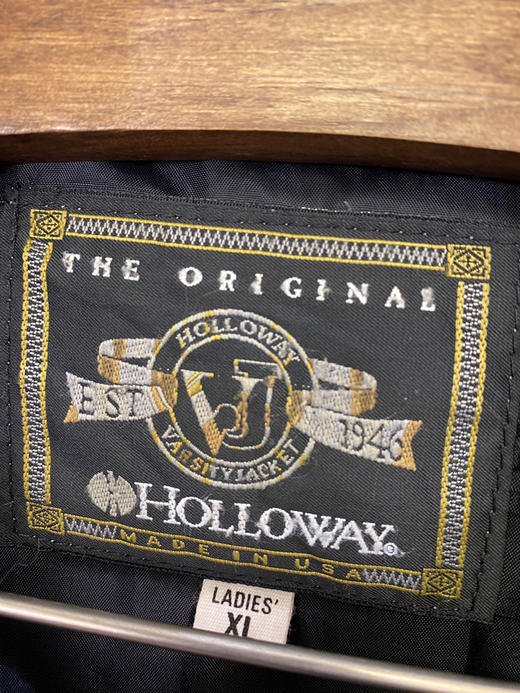 THE ORIGINAL
HOLLOWAY
VJ
EST 1946
VARSITY JACKET
HOLLOWAY®
MADE IN USA
LADIES'
XL